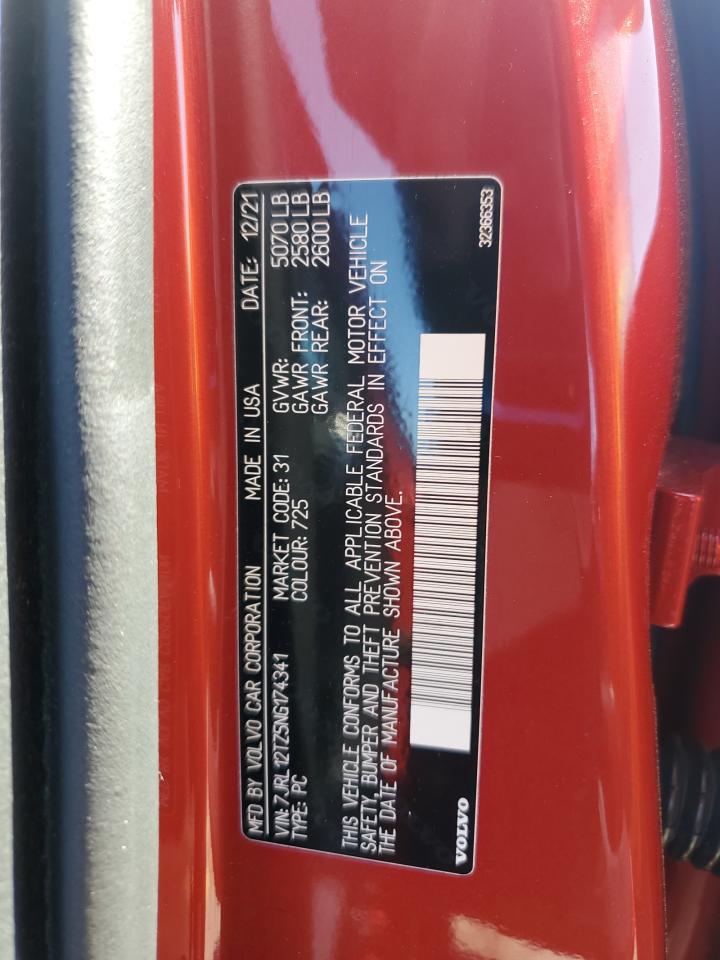 MFD BY VOLVO CAR CORPORATION MADE IN USA DATE: 12/21
VIN: 7JRL12TZ5NG174341 MARKET CODE: 31 GVWR: 5070 LB
TYPE: PC COLOUR: 725 GAWR FRONT: 2580 LB
GAWR REAR: 2600 LB
THIS VEHICLE CONFORMS TO ALL APPLICABLE FEDERAL MOTOR VEHICLE
SAFETY, BUMPER AND THEFT PREVENTION STANDARDS IN EFFECT ON
THE DATE OF MANUFACTURE SHOWN ABOVE.
VOLVO 32366353